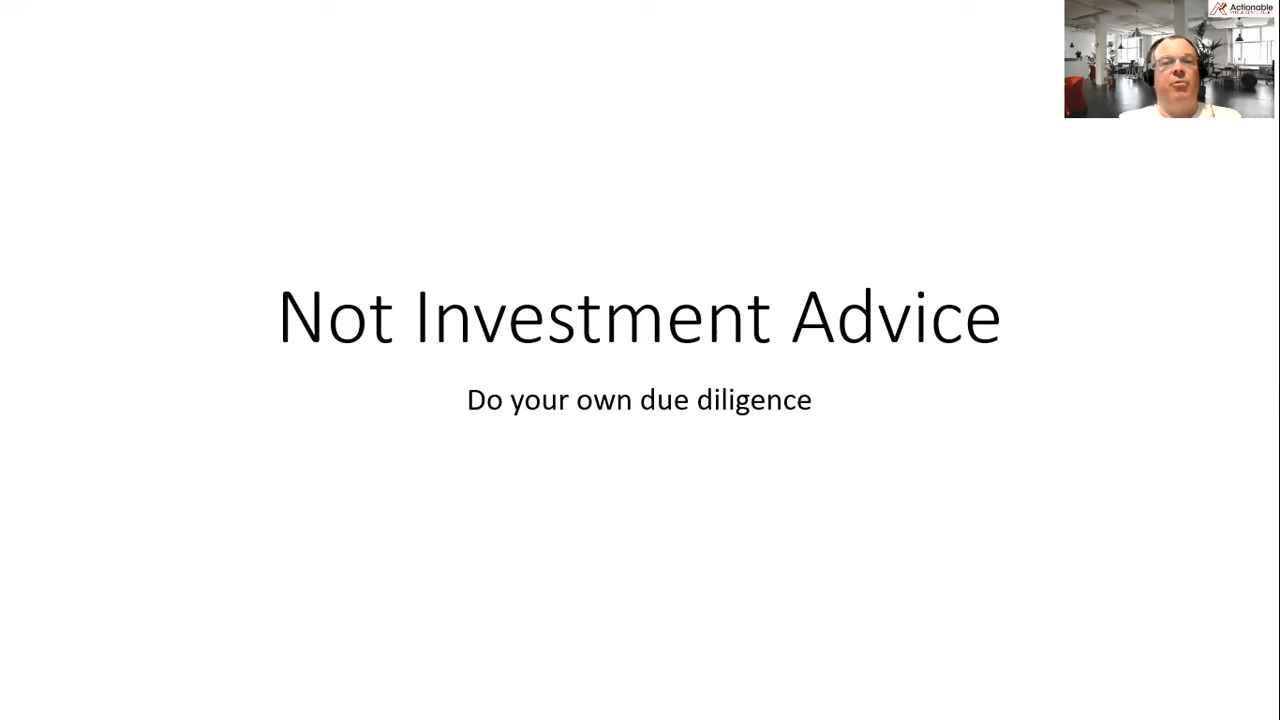 Actionable
Not Investment Advice
Do your own due diligence